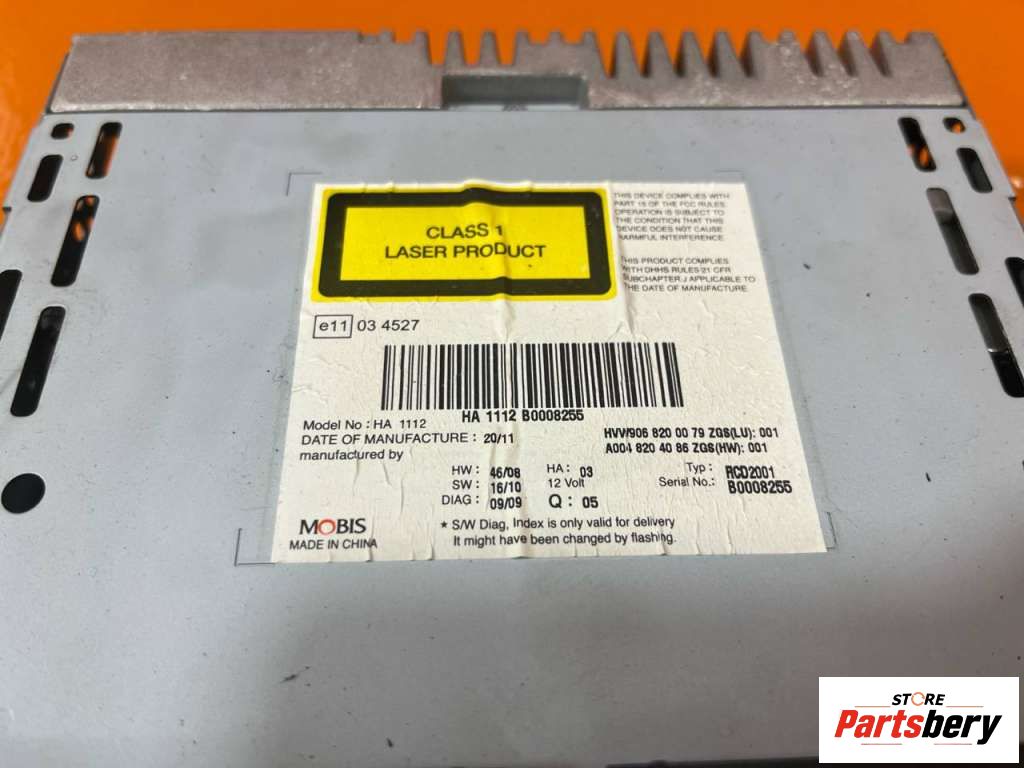 CLASS 1
LASER PRODUCT
THIS DEVICE COMPLIES WITH
PART 15 OF THE FCC RULES
OPERATION IS SUBJECT TO
THE CONDITION THAT THIS
DEVICE DOES NOT CAUSE
HARMFUL INTERFERENCE
THIS PRODUCT COMPLIES
WITH DHHS RULES 21 CFR
SUBCHAPTER J APPLICABLE TO
THE DATE OF MANUFACTURE
e11 03 4527
HA 1112 B0008255
Model No : HA 1112
DATE OF MANUFACTURE : 20/11
manufactured by
HVW906 820 00 79 ZGS(LU): 001
A004 820 40 86 ZGS(HW): 001
HW : 46/08 HA : 03 Typ : RCD2001
SW : 16/10 12 Volt Serial No.: B0008255
DIAG : 09/09 Q : 05
MOBIS
MADE IN CHINA
* S/W Diag, Index is only valid for delivery
It might have been changed by flashing.
STORE
Partsbery